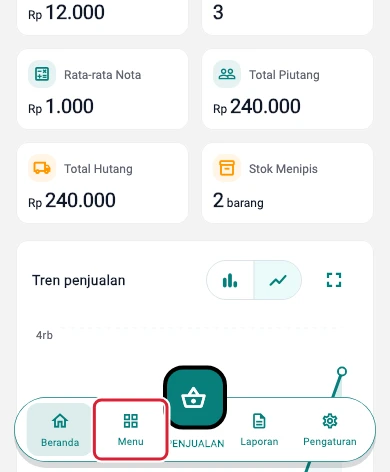 Rp 12.000
3
Rata-rata Nota
Rp 1.000
Total Piutang
Rp 240.000
Total Hutang
Rp 240.000
Stok Menipis
2 barang
Tren penjualan
4rb
Beranda
Menu
PENJUALAN
Laporan
Pengaturan